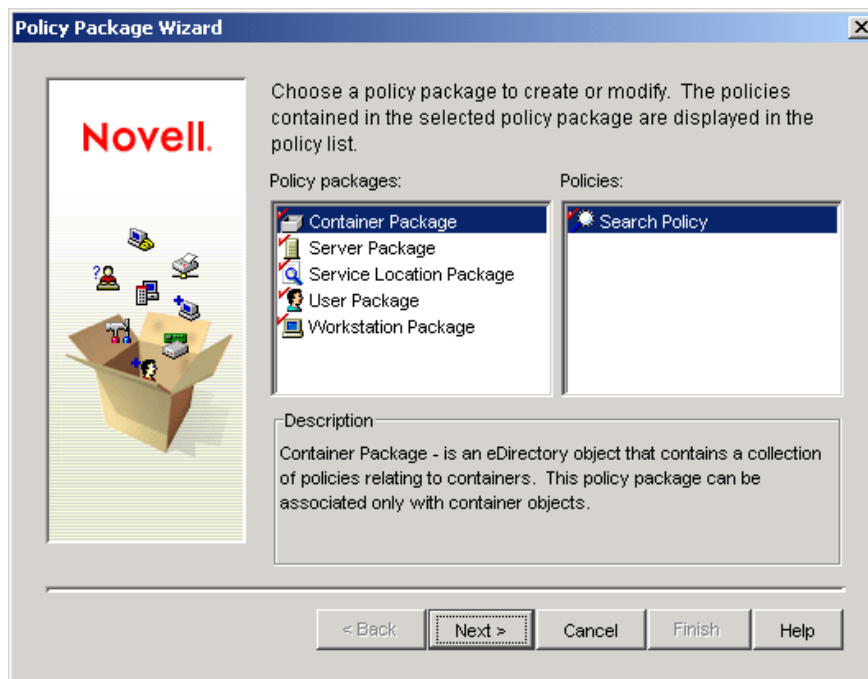 Policy Package Wizard
Novell.
Choose a policy package to create or modify. The policies
contained in the selected policy package are displayed in the
policy list.
Policy packages:
Policies:
Container Package
Server Package
Service Location Package
User Package
Workstation Package
Search Policy
Description
Container Package - is an eDirectory object that contains a collection
of policies relating to containers. This policy package can be
associated only with container objects.
< Back
Next >
Cancel
Finish
Help